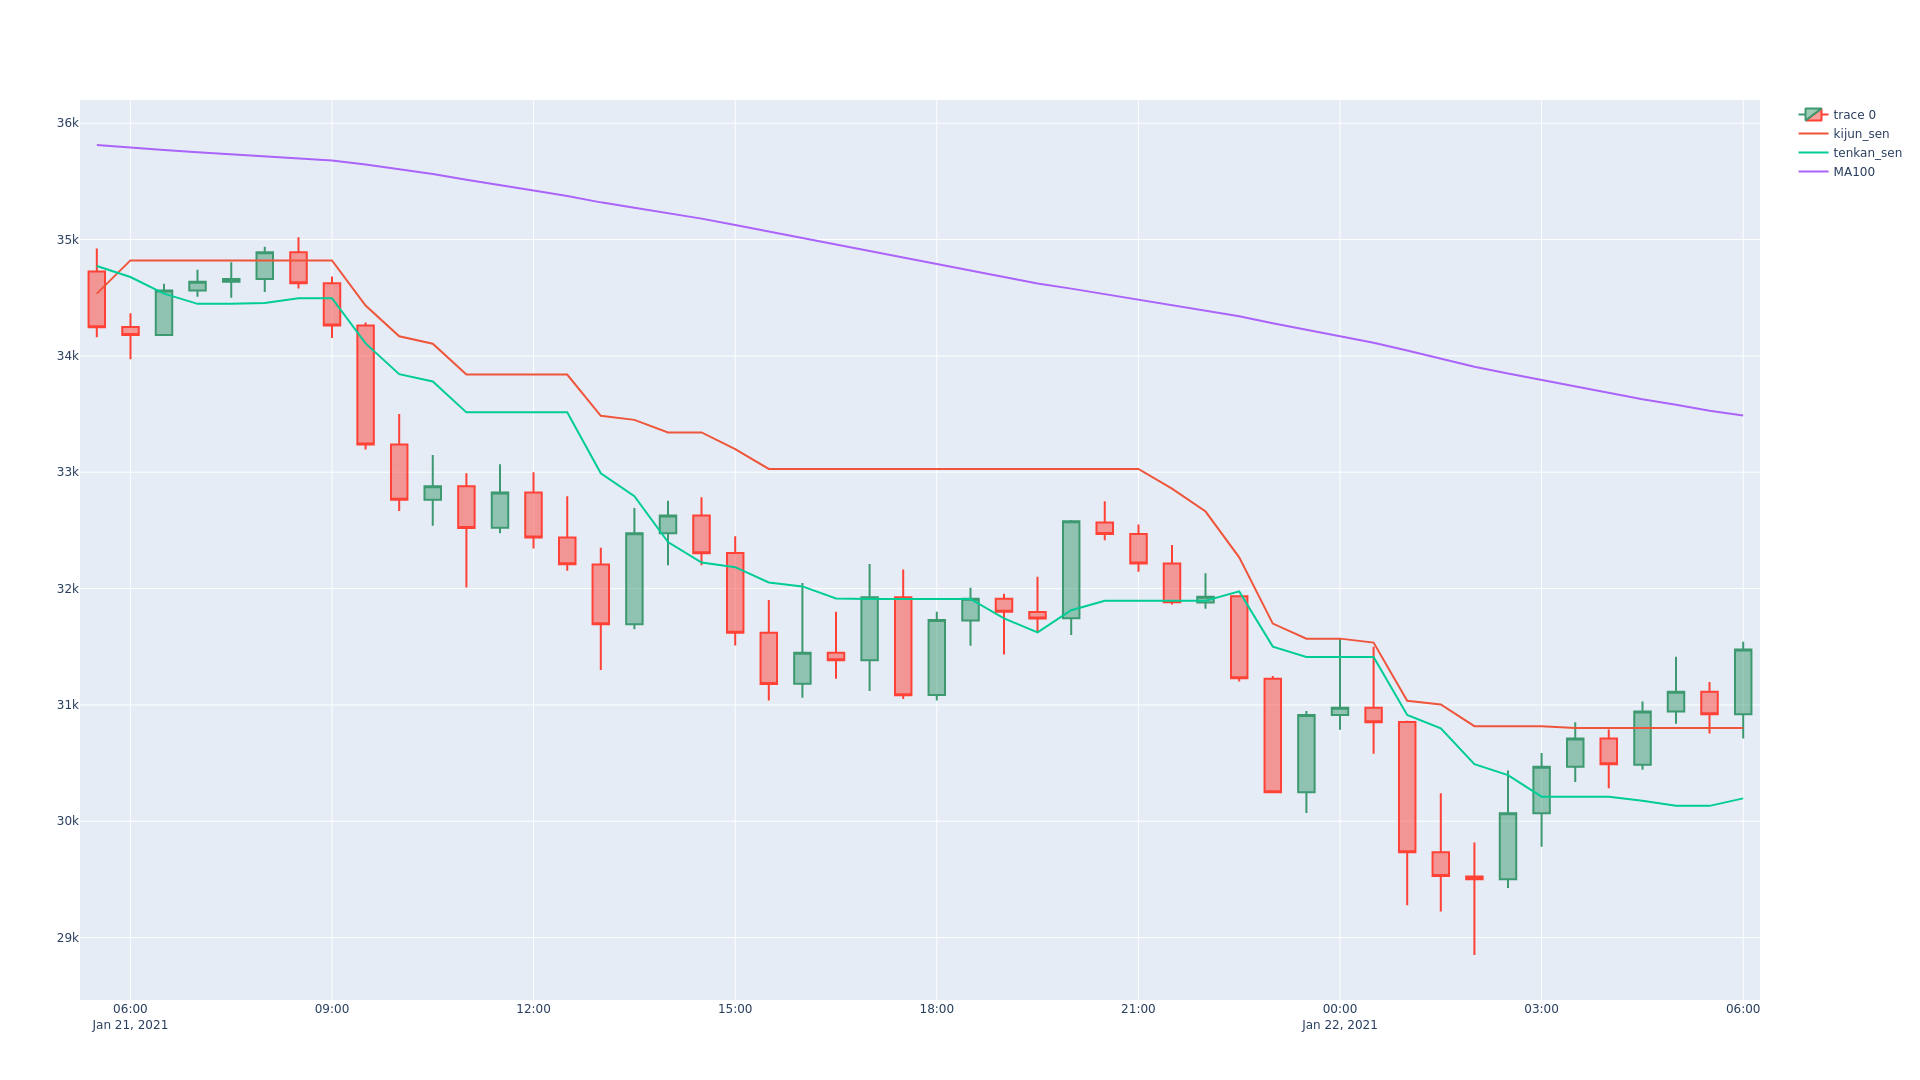 36k
35k
34k
33k
32k
31k
30k
29k
06:00 09:00 12:00 15:00 18:00 21:00 00:00 03:00 06:00
Jan 21, 2021 Jan 22, 2021
trace 0
kijun_sen
tenkan_sen
MA100